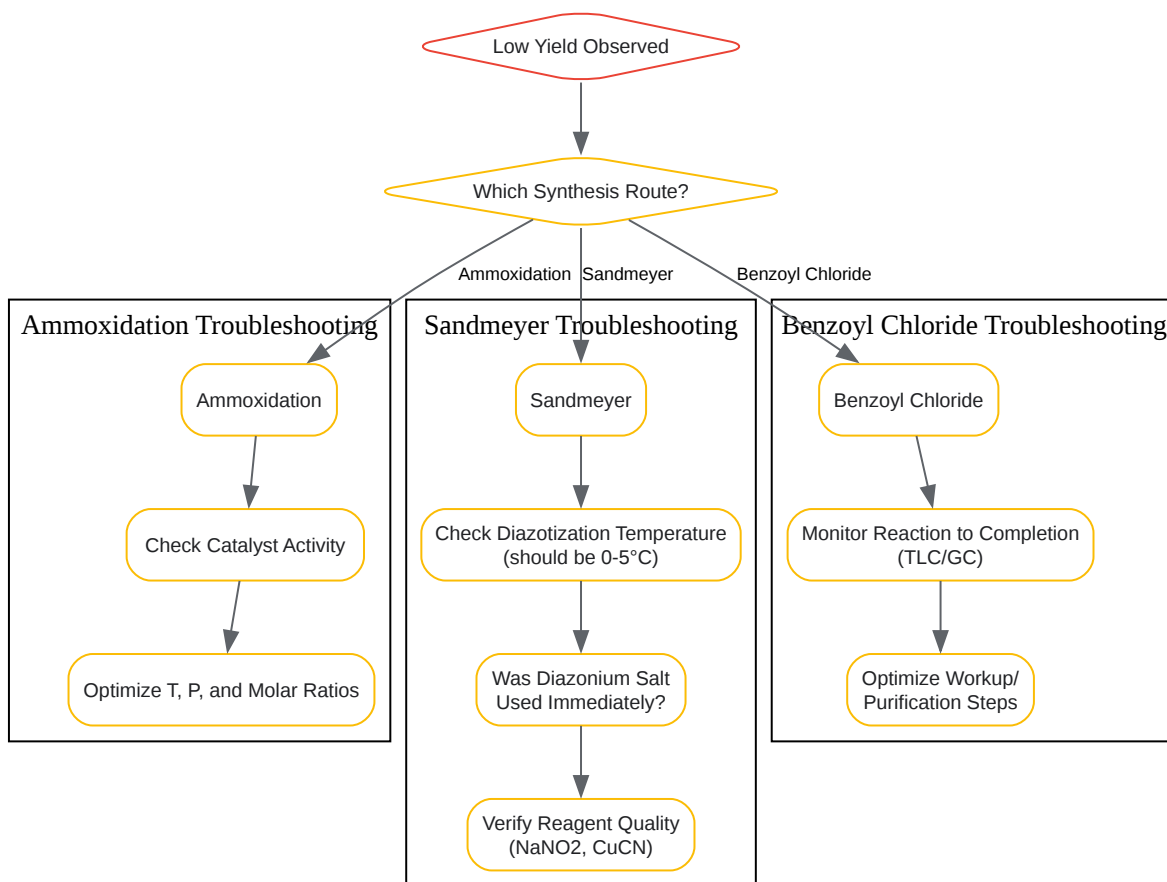 Low Yield Observed
Which Synthesis Route?
Ammoxidation
Sandmeyer
Benzoyl Chloride
Ammoxidation Troubleshooting
Sandmeyer Troubleshooting
Benzoyl Chloride Troubleshooting
Ammoxidation
Sandmeyer
Benzoyl Chloride
Check Catalyst Activity
Check Diazotization Temperature
(should be 0-5°C)
Monitor Reaction to Completion
(TLC/GC)
Optimize T, P, and Molar Ratios
Was Diazonium Salt
Used Immediately?
Optimize Workup/
Purification Steps
Verify Reagent Quality
(NaNO2, CuCN)